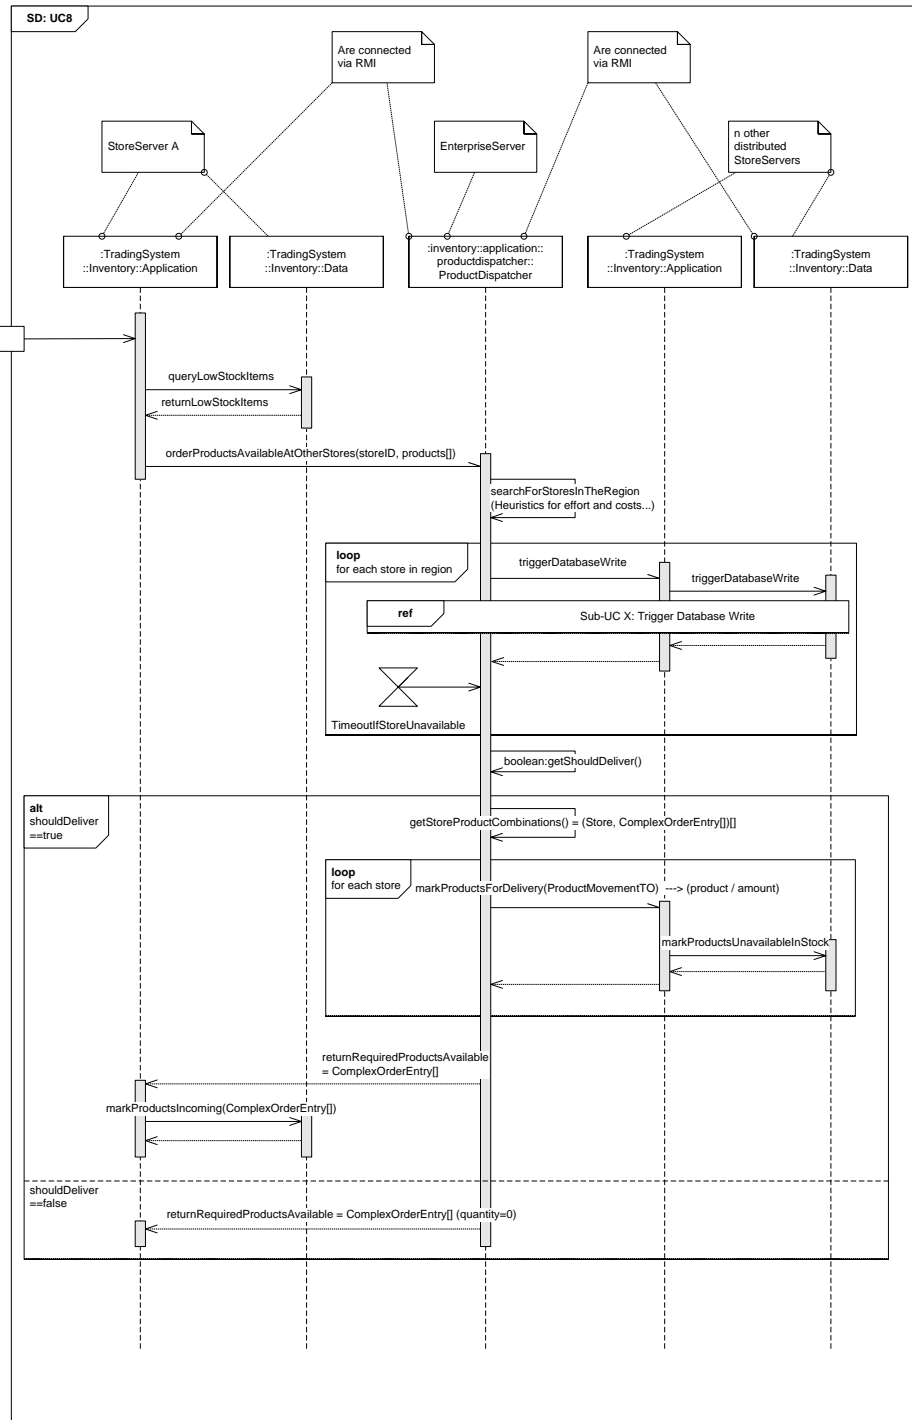 SD: UC8
Are connected
via RMI
Are connected
via RMI
StoreServer A
EnterpriseServer
n other
distributed
StoreServers
:TradingSystem
::Inventory::Application
:TradingSystem
::Inventory::Data
:inventory::application::
productdispatcher::
ProductDispatcher
:TradingSystem
::Inventory::Application
:TradingSystem
::Inventory::Data
queryLowStockItems
returnLowStockItems
orderProductsAvailableAtOtherStores(storeID, products[])
searchForStoresInTheRegion
(Heuristics for effort and costs...)
loop
for each store in region
triggerDatabaseWrite
triggerDatabaseWrite
ref
Sub-UC X: Trigger Database Write
TimeoutIfStoreUnavailable
boolean:getShouldDeliver()
alt
shouldDeliver
==true
getStoreProductCombinations() = (Store, ComplexOrderEntry[])[]
loop
for each store
markProductsForDelivery(ProductMovementTO) ---> (product / amount)
markProductsUnavailableInStock
returnRequiredProductsAvailable
= ComplexOrderEntry[]
markProductsIncoming(ComplexOrderEntry[])
shouldDeliver
==false
returnRequiredProductsAvailable = ComplexOrderEntry[] (quantity=0)